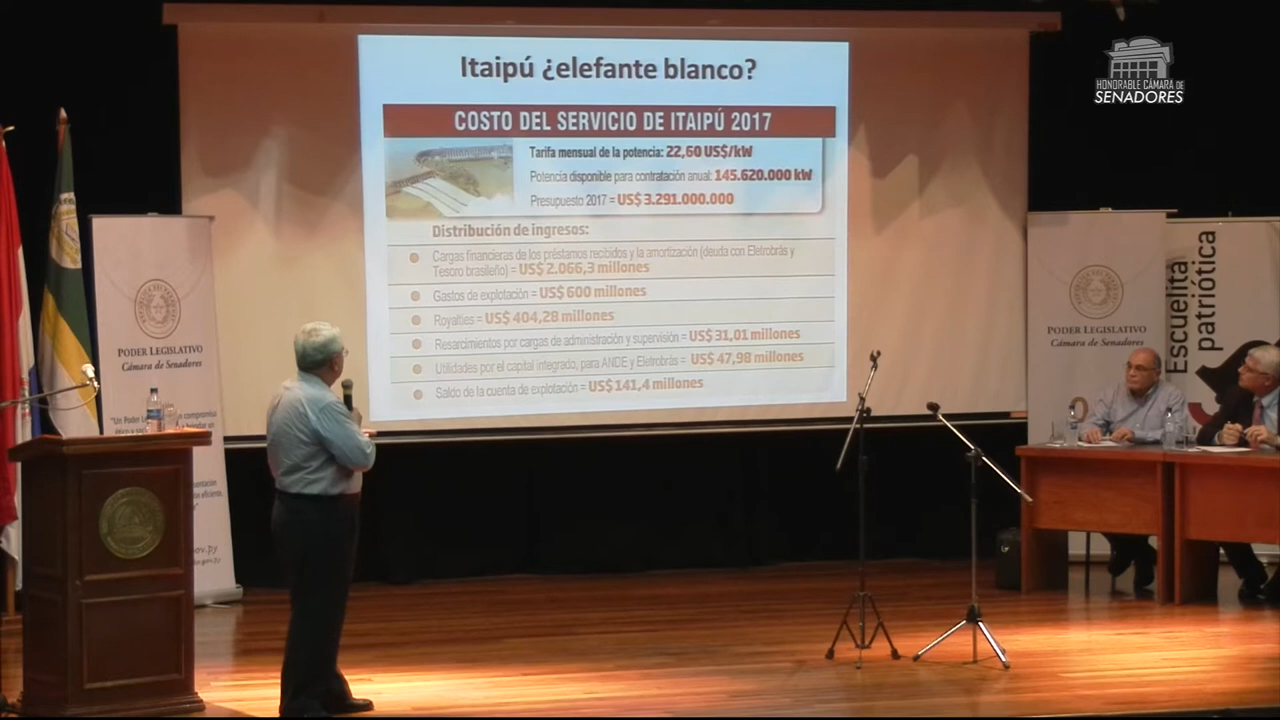 Itaipú ¿elefante blanco?
COSTO DEL SERVICIO DE ITAIPÚ 2017
Tarifa mensual de la potencia: 22,60 US$/kW
Potencia disponible para contratación anual: 145.620.000 kW
Presupuesto 2017 = US$ 3.291.000.000
Distribución de ingresos:
Cargas financieras de los préstamos recibidos y la amortización (deuda con Eletrobrás y
Tesoro brasileño) = US$ 2.066,3 millones
Gastos de explotación = US$ 600 millones
Royalties = US$ 404,28 millones
Resarcimientos por cargas de administración y supervisión = US$ 31,01 millones
Utilidades por el capital integrado, para ANDE y Eletrobrás = US$ 47,98 millones
Saldo de la cuenta de explotación = US$ 141,4 millones
HONORABLE CÁMARA DE
SENADORES
PODER LEGISLATIVO
Cámara de Senadores
"Un Poder compromiso
PODER LEGISLATIVO
Cámara de Senadores
Escuelita
patriótica